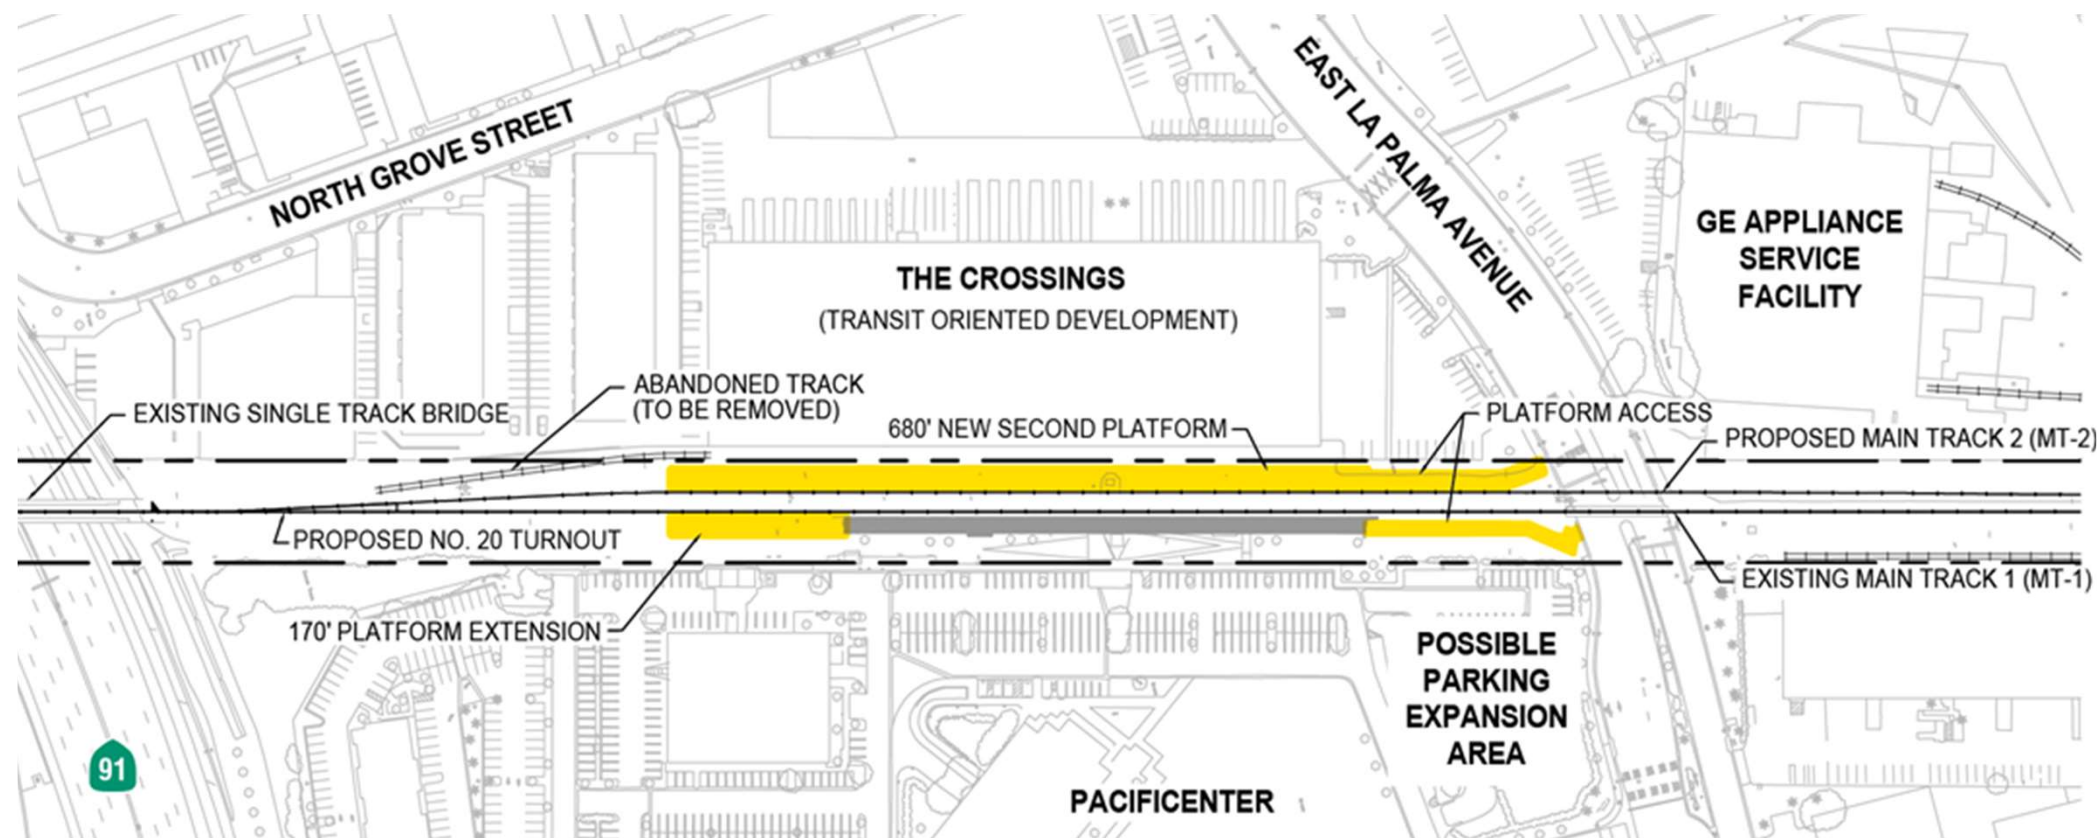 NORTH GROVE STREET
EAST LA PALMA AVENUE
GE APPLIANCE
SERVICE
FACILITY
THE CROSSINGS
(TRANSIT ORIENTED DEVELOPMENT)
ABANDONED TRACK
(TO BE REMOVED)
EXISTING SINGLE TRACK BRIDGE
680' NEW SECOND PLATFORM
PLATFORM ACCESS
PROPOSED MAIN TRACK 2 (MT-2)
PROPOSED NO. 20 TURNOUT
EXISTING MAIN TRACK 1 (MT-1)
170' PLATFORM EXTENSION
POSSIBLE
PARKING
EXPANSION
AREA
91
PACIFICENTER